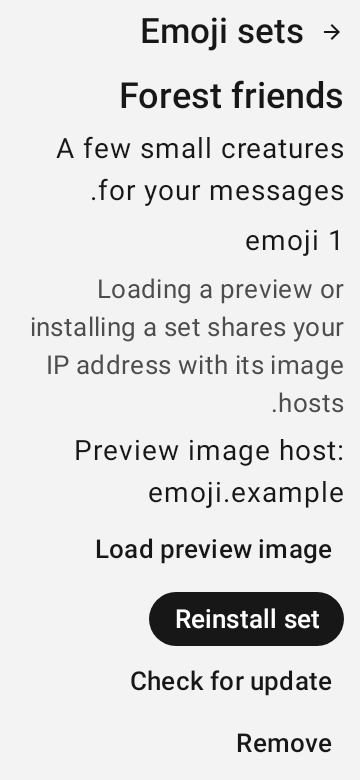 Emoji sets
Forest friends
A few small creatures
.for your messages
emoji 1
Loading a preview or
installing a set shares your
IP address with its image
.hosts
Preview image host:
emoji.example
Load preview image
Reinstall set
Check for update
Remove